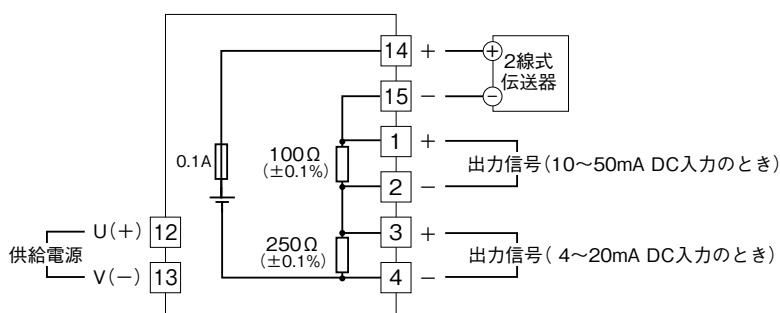 14 +
+ 2線式
伝送器
15 −
−
0.1A
100Ω
(±0.1%)
1 +
2 −
出力信号(10〜50mA DC入力のとき)
供給電源
U(+) 12
V(−) 13
250Ω
(±0.1%)
3 +
4 −
出力信号( 4〜20mA DC入力のとき)